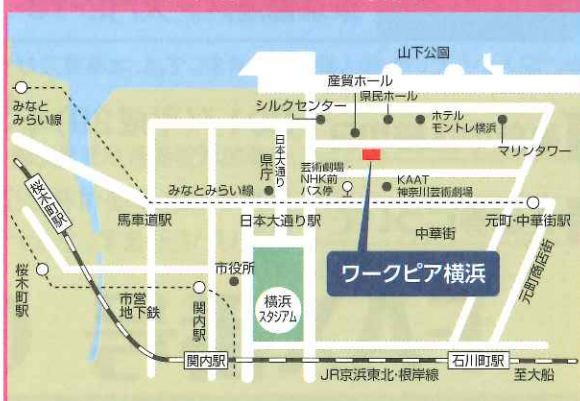 山下公園
産貿ホール
県民ホール
シルクセンター
ホテル
モントレ横浜
マリンタワー
みなと
みらい線
日本大通り
県庁
芸術劇場・
NHK前
バス停
KAAT
神奈川芸術劇場
みなとみらい線
馬車道駅
日本大通り駅
元町・中華街駅
中華街
元町商店街
桜木町駅
ワークピア横浜
市役所
横浜
スタジアム
桜木町駅
市営
地下鉄
関内駅
関内駅
石川町駅
JR京浜東北・根岸線
至大船